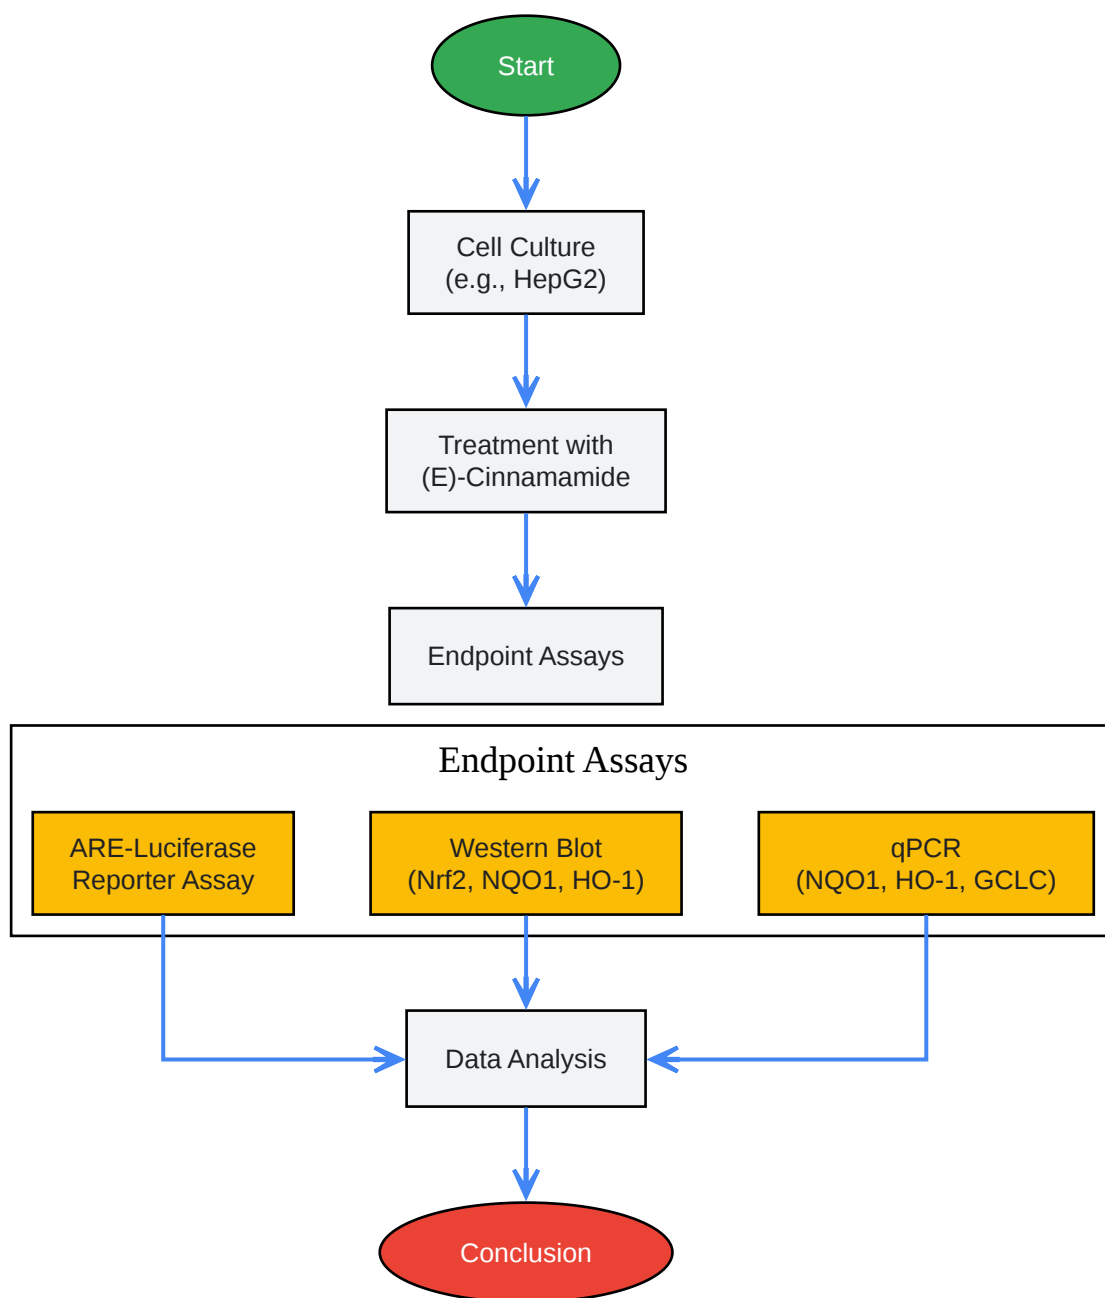 Start
Cell Culture
(e.g., HepG2)
Treatment with
(E)-Cinnamamide
Endpoint Assays
Endpoint Assays
ARE-Luciferase
Reporter Assay
Western Blot
(Nrf2, NQO1, HO-1)
qPCR
(NQO1, HO-1, GCLC)
Data Analysis
Conclusion